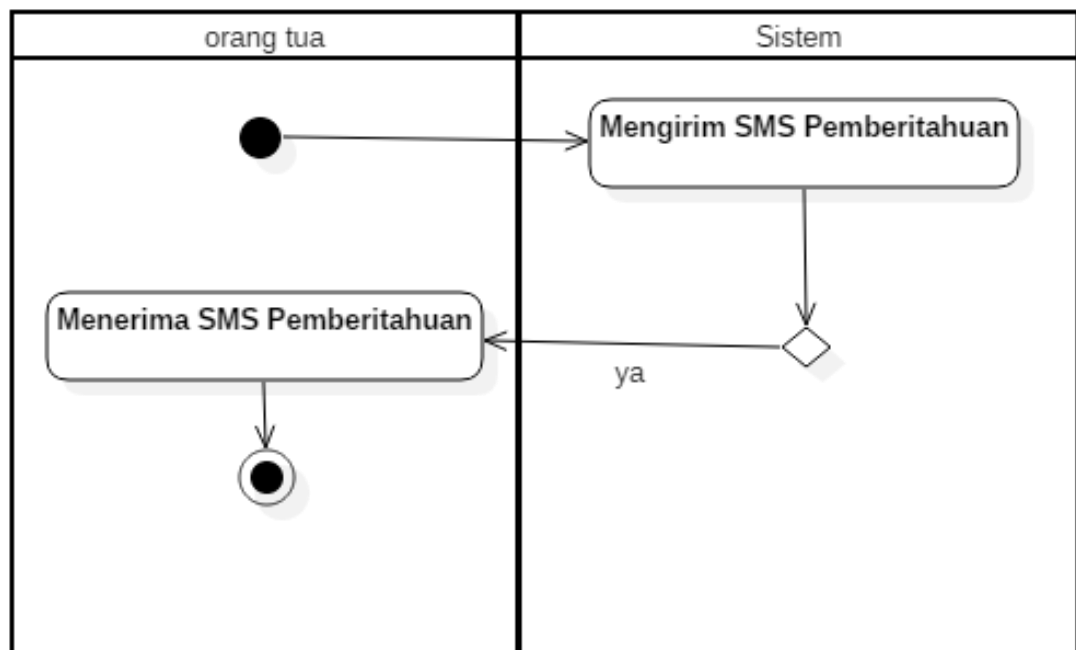 orang tua
Sistem
Mengirim SMS Pemberitahuan
Menerima SMS Pemberitahuan
ya